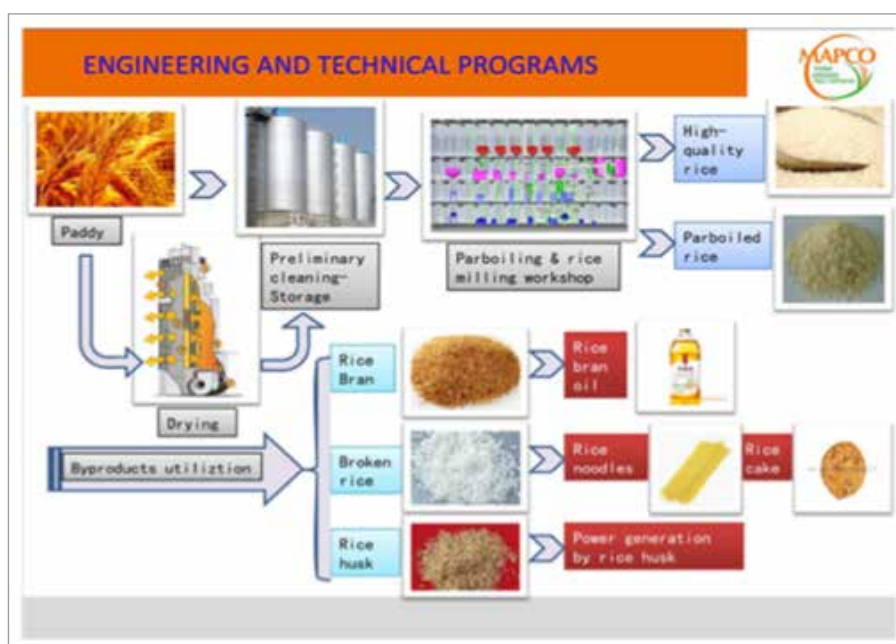 ENGINEERING AND TECHNICAL PROGRAMS
MAPCO
Paddy
Preliminary
cleaning-
Storage
Parboiling & rice
milling workshop
High-
quality
rice
Parboiled
rice
Drying
Byproducts utiliztion
Rice
Bran
Rice
bran
oil
Broken
rice
Rice
noodles
Rice
cake
Rice
husk
Power generation
by rice husk